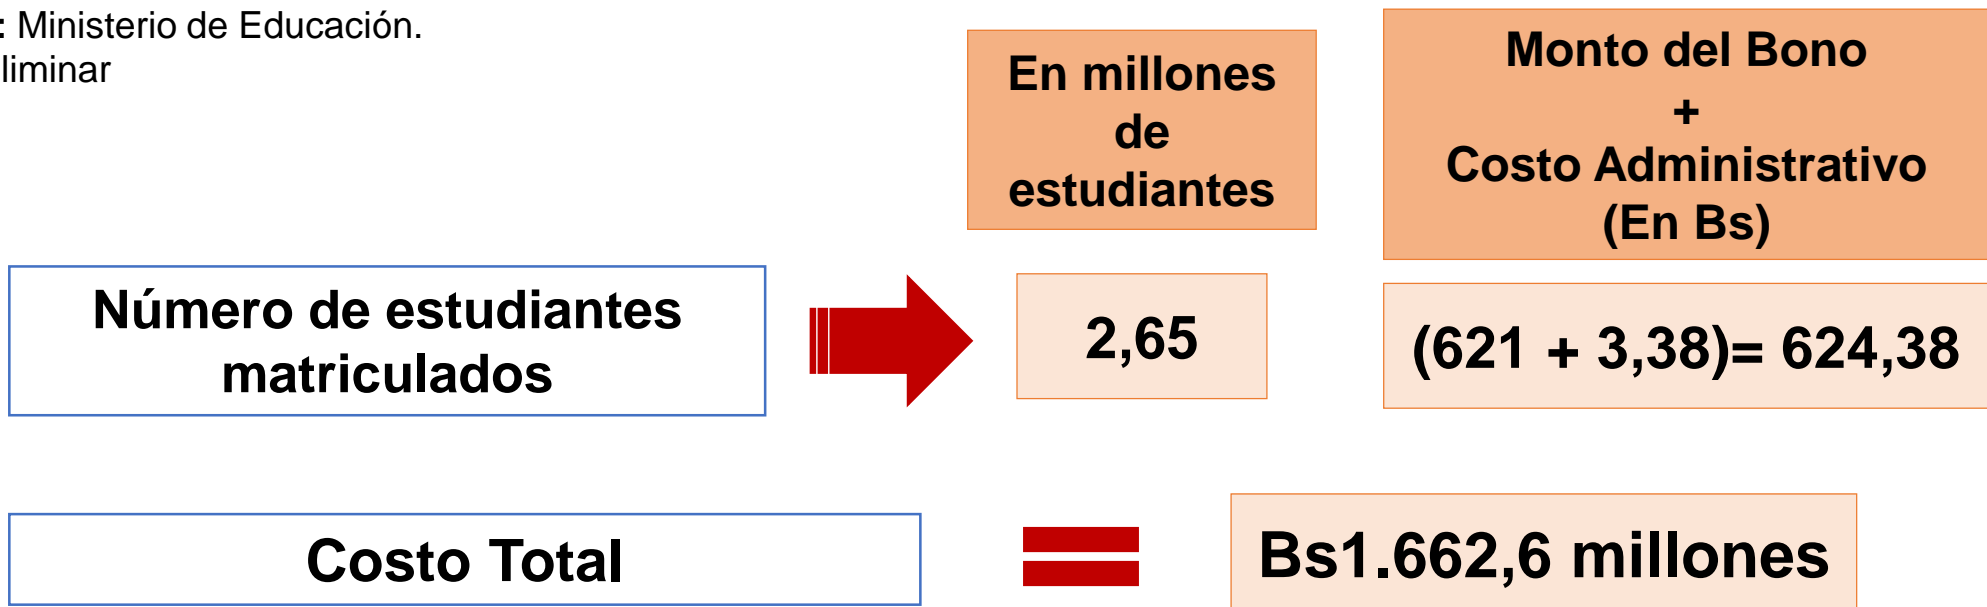 : Ministerio de Educación.
liminar
En millones
de
estudiantes
Monto del Bono
+
Costo Administrativo
(En Bs)
Número de estudiantes
matriculados
2,65
(621 + 3,38)= 624,38
Costo Total
Bs1.662,6 millones